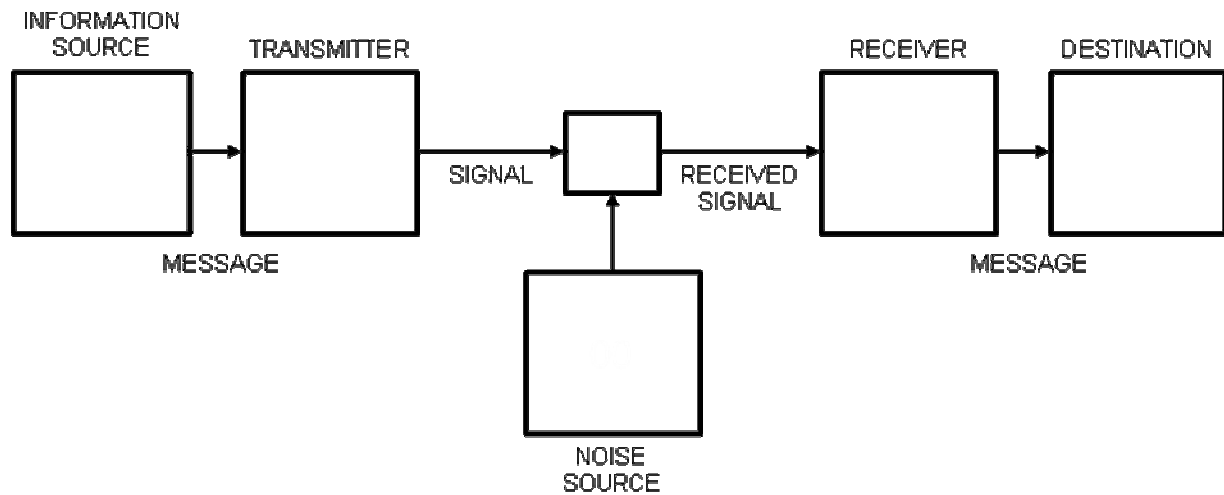 INFORMATION
SOURCE
TRANSMITTER
RECEIVER
DESTINATION
SIGNAL
RECEIVED
SIGNAL
MESSAGE
MESSAGE
NOISE
SOURCE